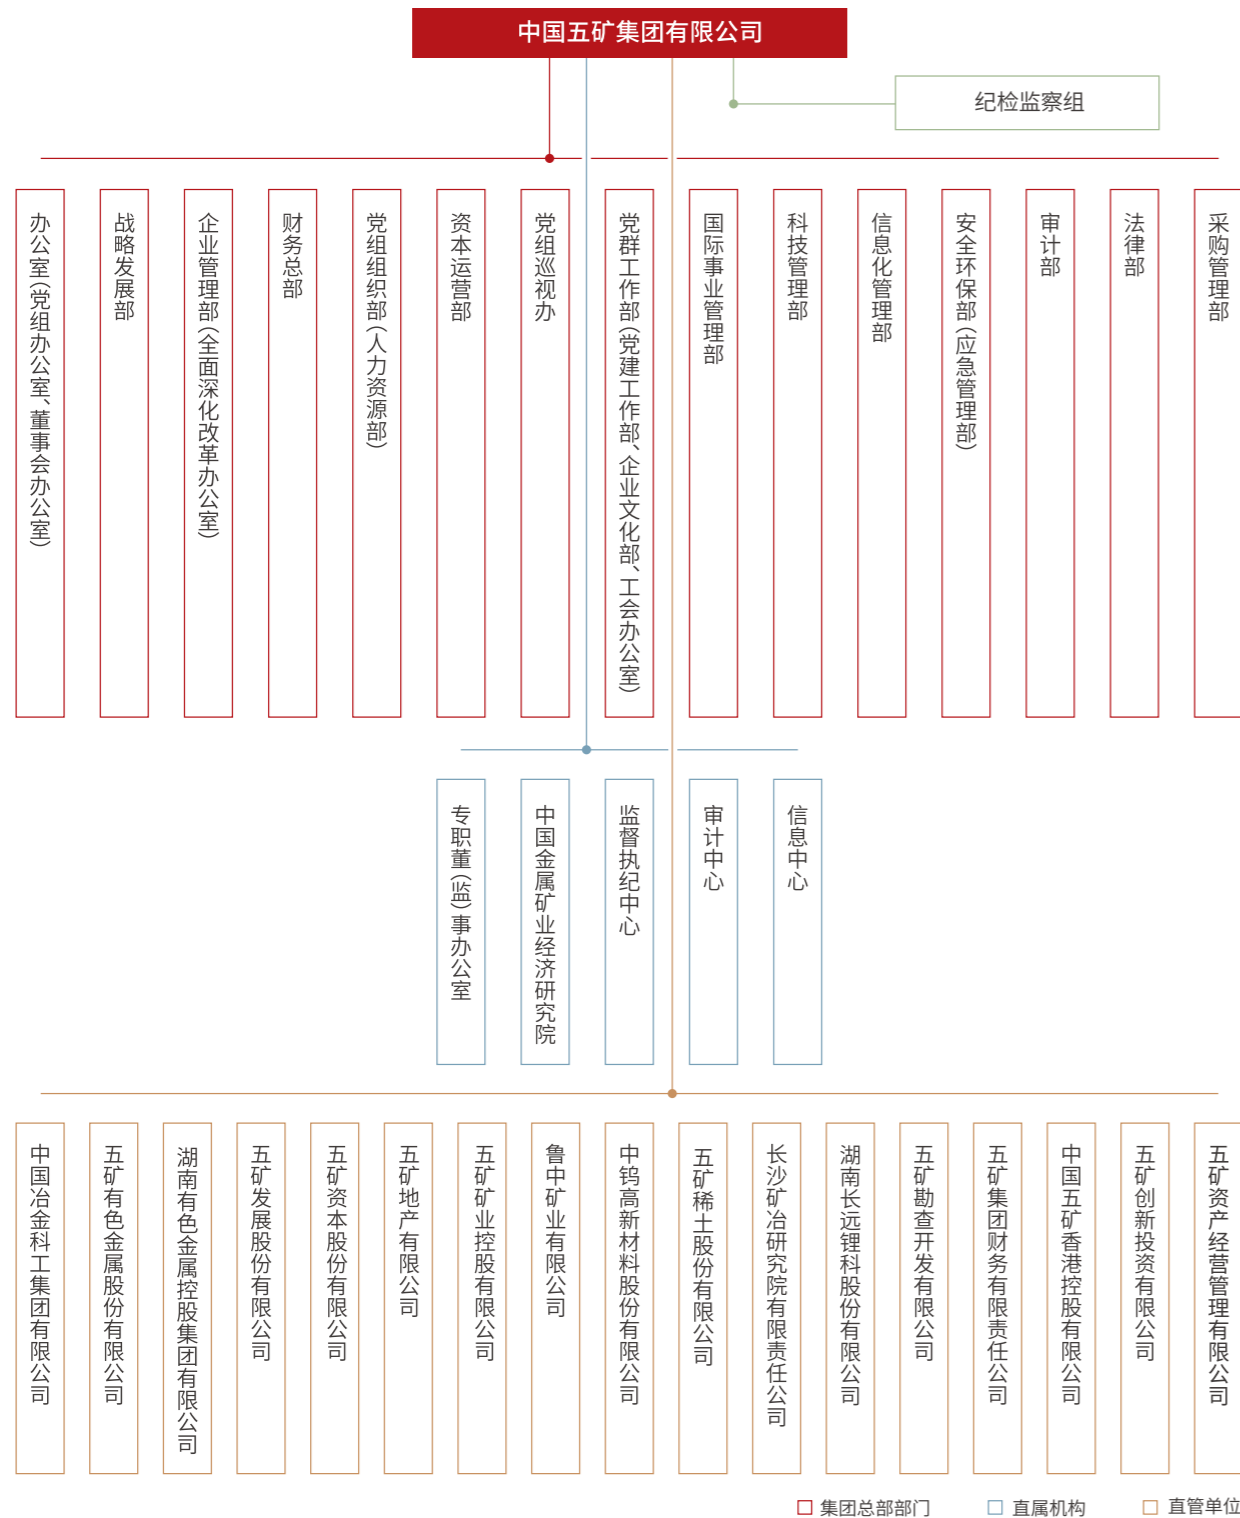 中国五矿集团有限公司
纪检监察组
办公室(党组办公室、董事会办公室)
战略发展部
企业管理部(全面深化改革办公室)
财务总部
党组组织部(人力资源部)
资本运营部
党组巡视办
党群工作部(党建工作部、企业文化部、工会办公室)
国际事业管理部
科技管理部
信息化管理部
安全环保部(应急管理部)
审计部
法律部
采购管理部
专职董(监)事办公室
中国金属矿业经济研究院
监督执纪中心
审计中心
信息中心
中国冶金科工集团有限公司
五矿有色金属股份有限公司
湖南有色金属控股集团有限公司
五矿发展股份有限公司
五矿资本股份有限公司
五矿地产有限公司
五矿矿业控股有限公司
鲁中矿业有限公司
中钨高新材料股份有限公司
五矿稀土股份有限公司
长沙矿冶研究院有限责任公司
湖南长远锂科股份有限公司
五矿勘查开发有限公司
五矿集团财务有限责任公司
中国五矿香港控股有限公司
五矿创新投资有限公司
五矿资产经营管理有限公司
集团总部部门
直属机构
直管单位